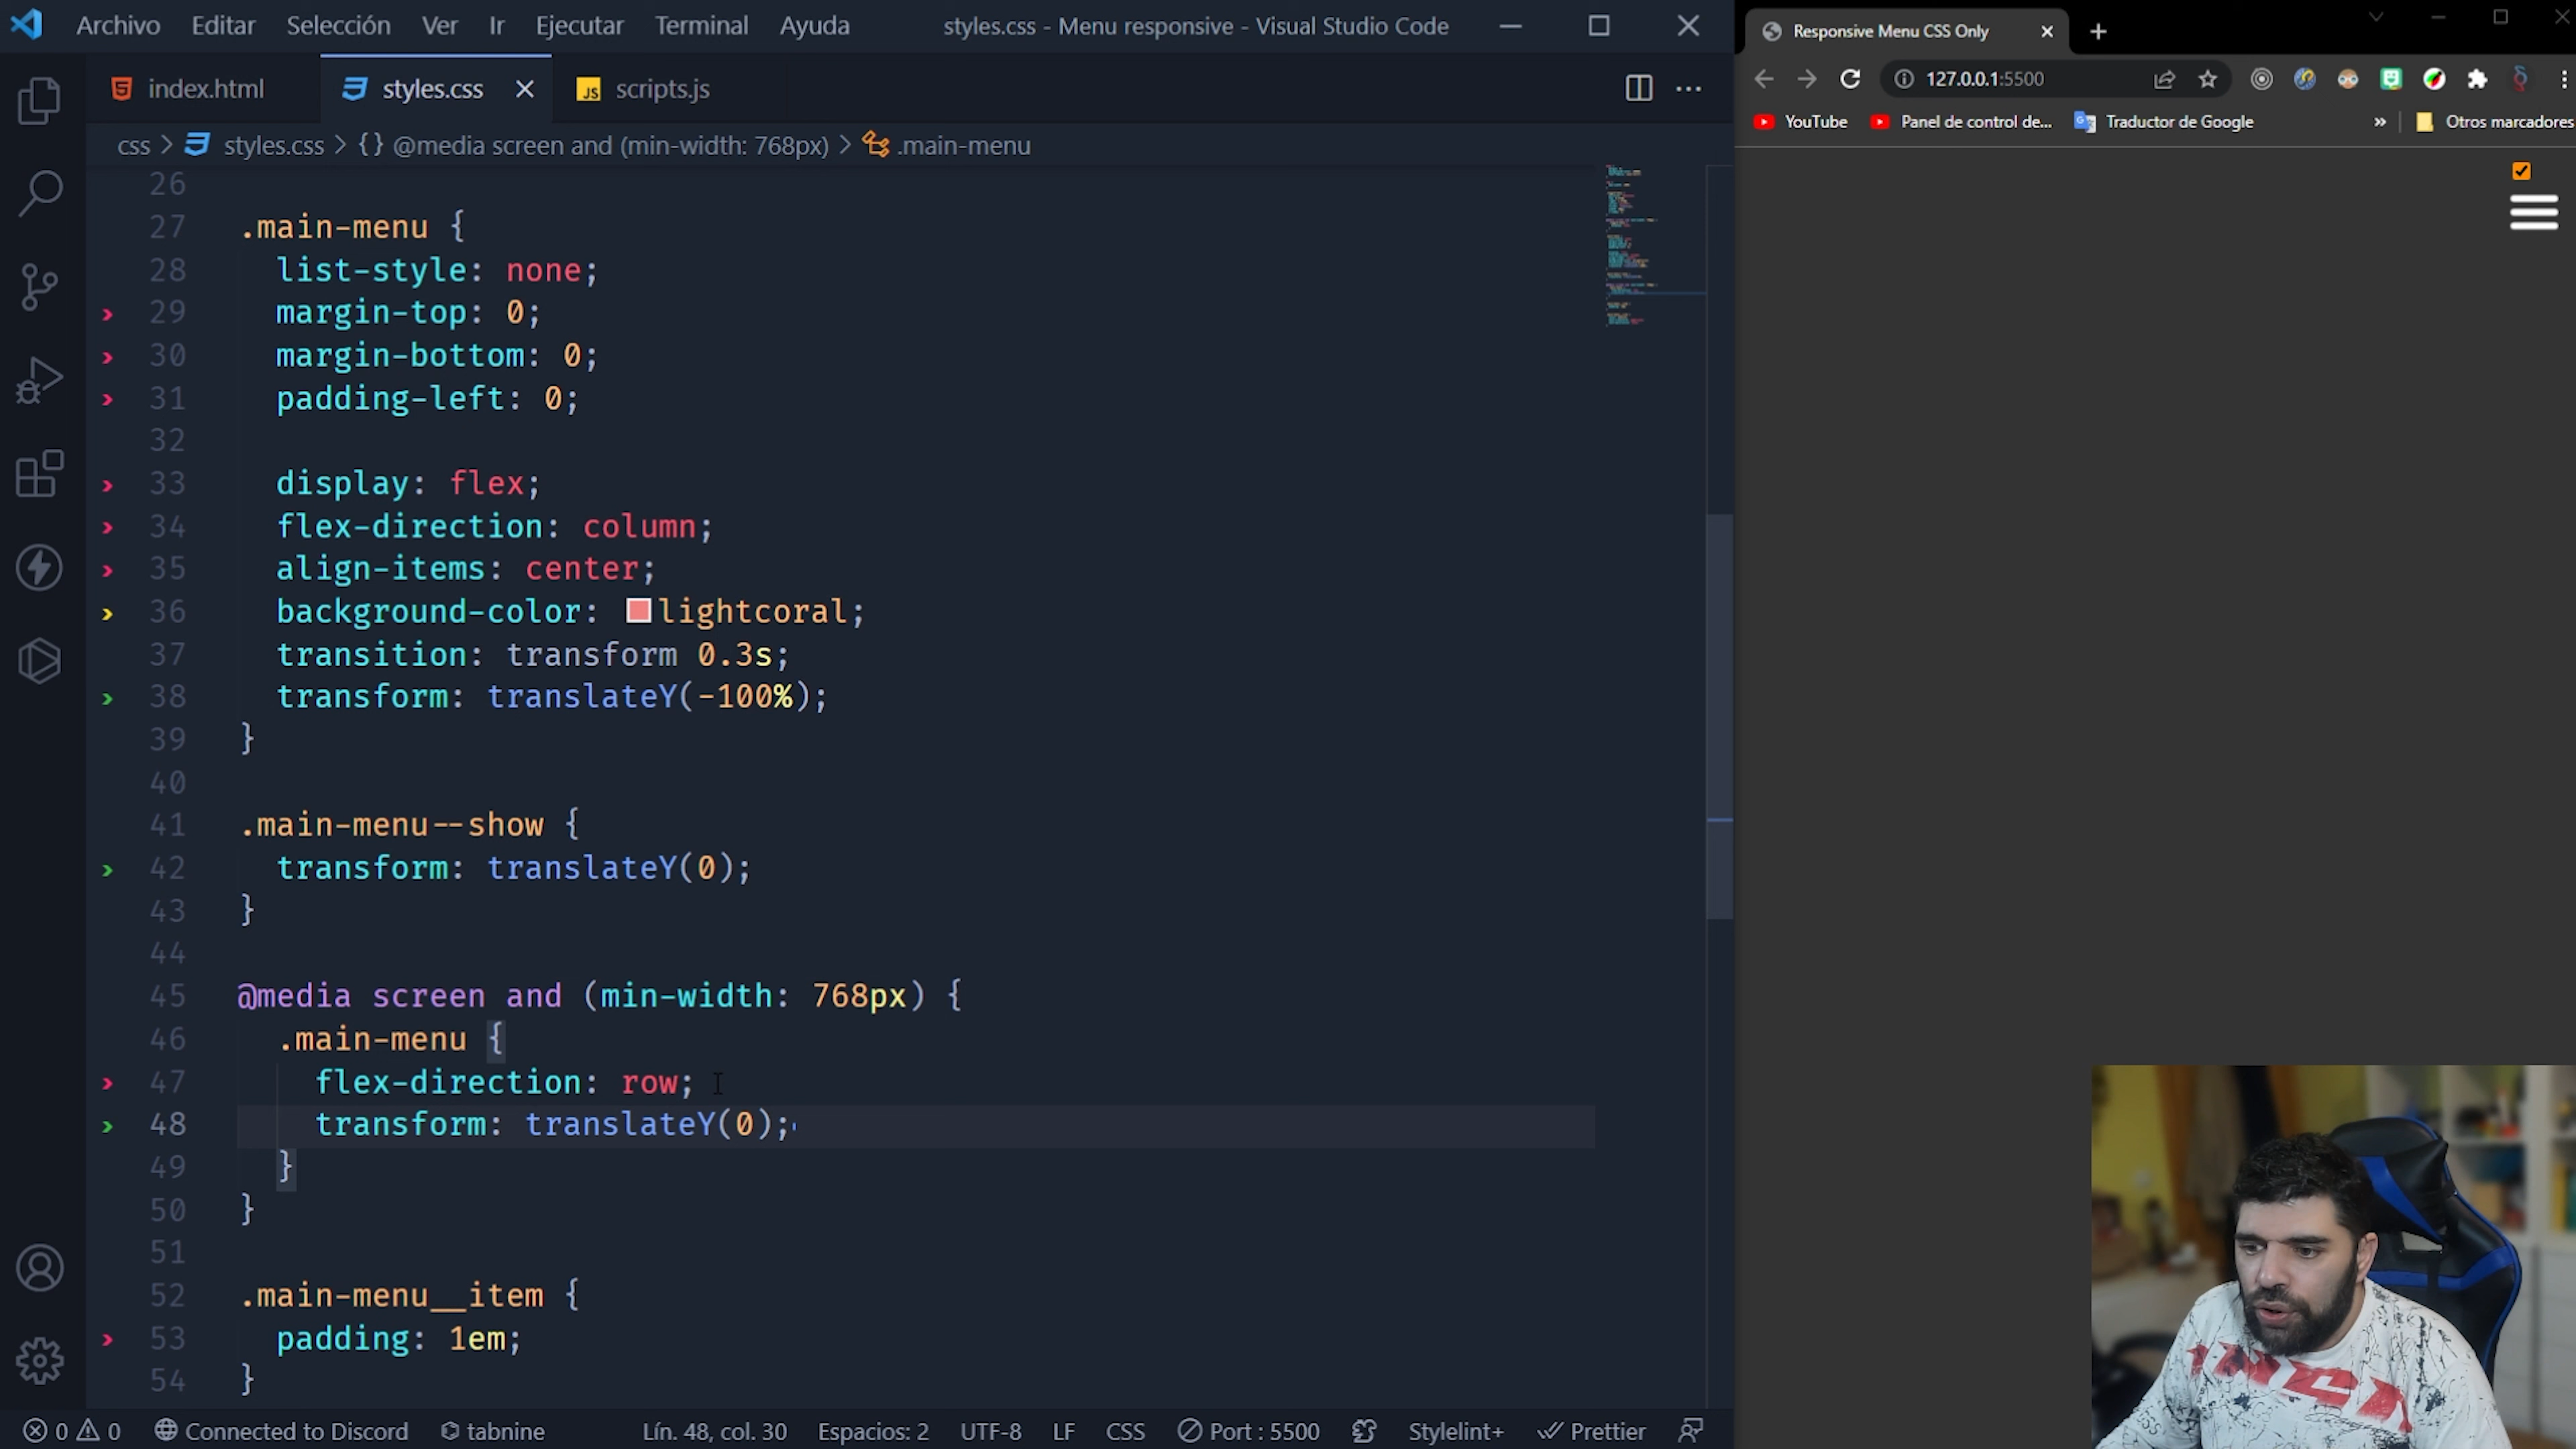 Archivo Editar Selección Ver Ir Ejecutar Terminal Ayuda styles.css - Menu responsive - Visual Studio Code
index.html styles.css JS scripts.js
css > styles.css > {} @media screen and (min-width: 768px) > .main-menu
26
27 .main-menu {
28 list-style: none;
29 margin-top: 0;
30 margin-bottom: 0;
31 padding-left: 0;
32
33 display: flex;
34 flex-direction: column;
35 align-items: center;
36 background-color: lightcoral;
37 transition: transform 0.3s;
38 transform: translateY(-100%);
39 }
40
41 .main-menu--show {
42 transform: translateY(0);
43 }
44
45 @media screen and (min-width: 768px) {
46 .main-menu {
47 flex-direction: row;
48 transform: translateY(0);
49 }
50 }
51
52 .main-menu__item {
53 padding: 1em;
54 }
0 0 Connected to Discord tabnine Lín. 48, col. 30 Espacios: 2 UTF-8 LF CSS Port : 5500 Stylelint+ Prettier
Responsive Menu CSS Only
127.0.0.1:5500
YouTube Panel de control de... Traductor de Google » Otros marcadores